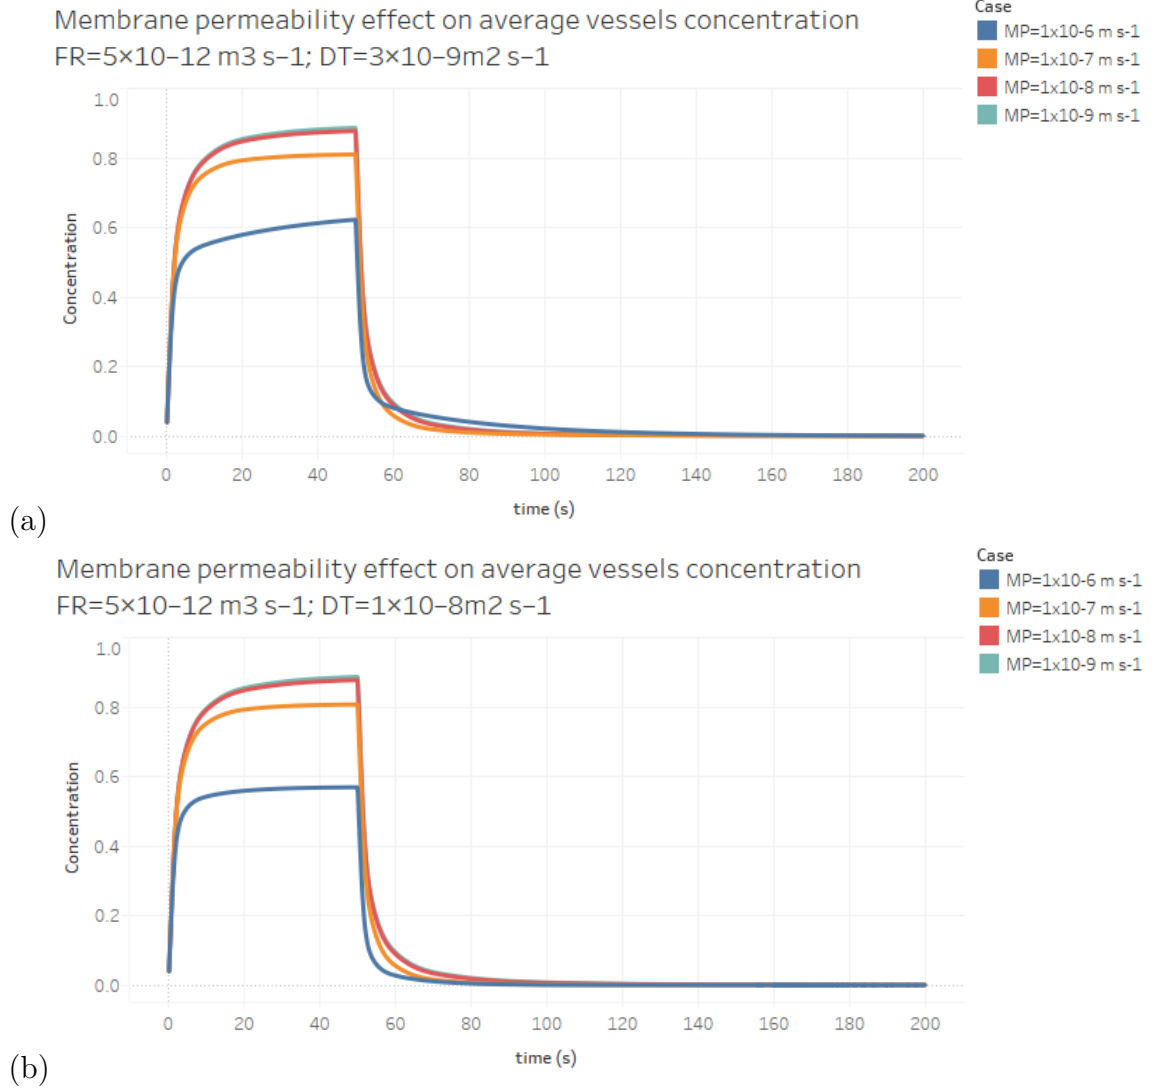 Membrane permeability effect on average vessels concentration
FR=5×10–12 m3 s–1; DT=3×10–9m2 s–1
Case
MP=1x10-6 m s-1
MP=1x10-7 m s-1
MP=1x10-8 m s-1
MP=1x10-9 m s-1
1.0
0.8
0.6
0.4
0.2
0.0
Concentration
0 20 40 60 80 100 120 140 160 180 200
time (s)
(a)
Membrane permeability effect on average vessels concentration
FR=5×10–12 m3 s–1; DT=1×10–8m2 s–1
Case
MP=1x10-6 m s-1
MP=1x10-7 m s-1
MP=1x10-8 m s-1
MP=1x10-9 m s-1
1.0
0.8
0.6
0.4
0.2
0.0
Concentration
0 20 40 60 80 100 120 140 160 180 200
time (s)
(b)